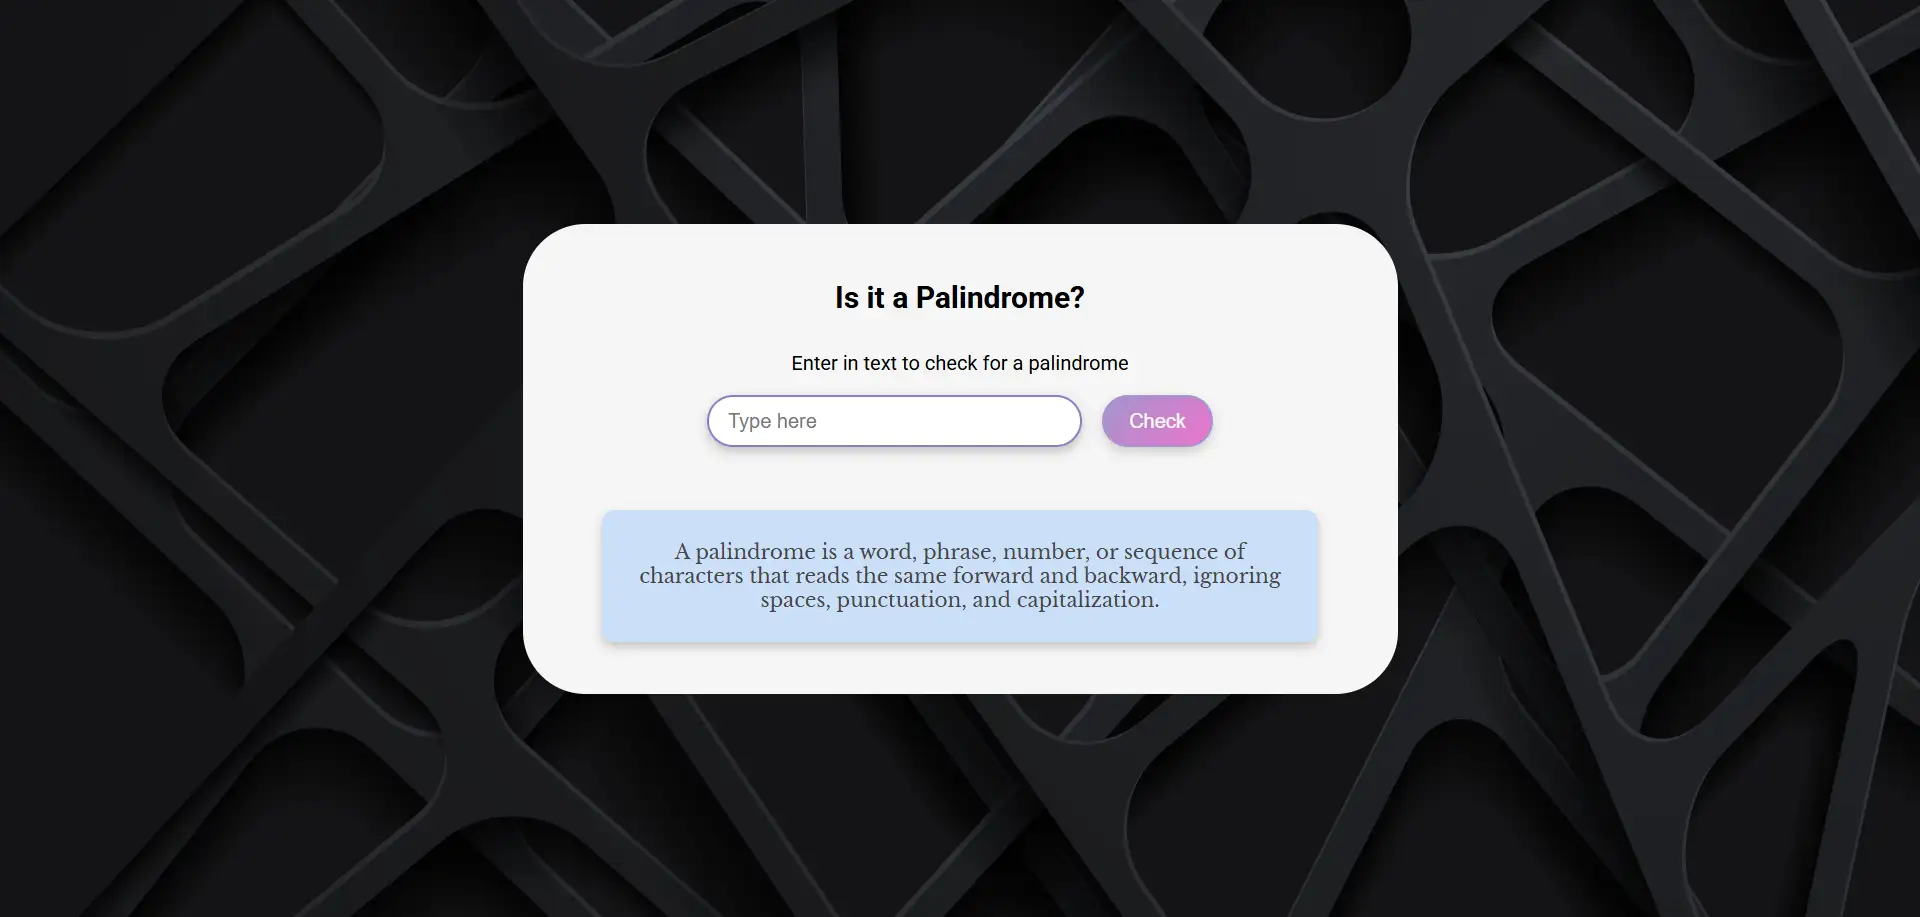 Is it a Palindrome?
Enter in text to check for a palindrome
Type here
Check
A palindrome is a word, phrase, number, or sequence of
characters that reads the same forward and backward, ignoring
spaces, punctuation, and capitalization.